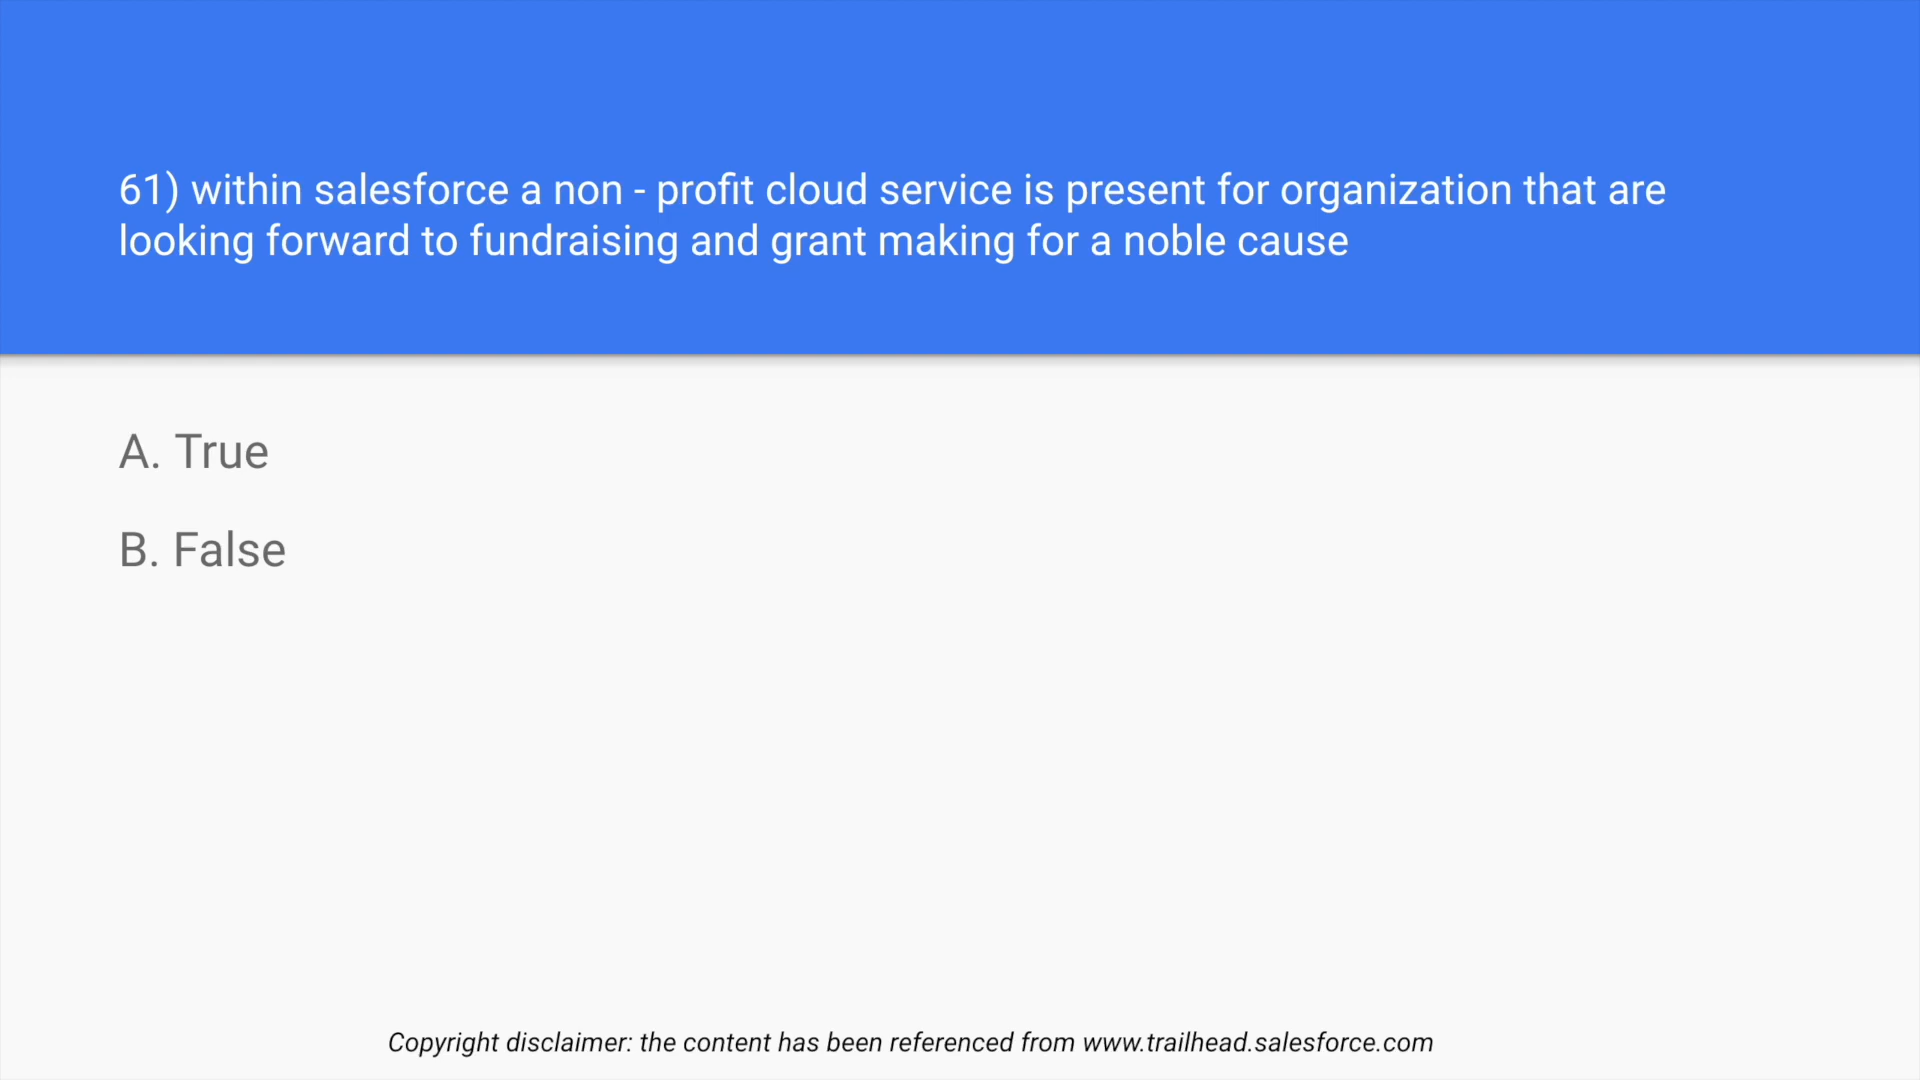 61) within salesforce a non - profit cloud service is present for organization that are
looking forward to fundraising and grant making for a noble cause
A. True
B. False
Copyright disclaimer: the content has been referenced from www.trailhead.salesforce.com